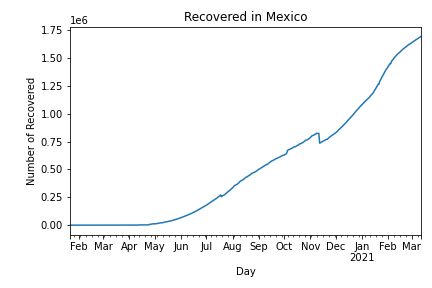 Recovered in Mexico
1e6
1.75
1.50
1.25
1.00
0.75
0.50
0.25
0.00
Number of Recovered
Feb Mar Apr May Jun Jul Aug Sep Oct Nov Dec Jan Feb Mar
2021
Day